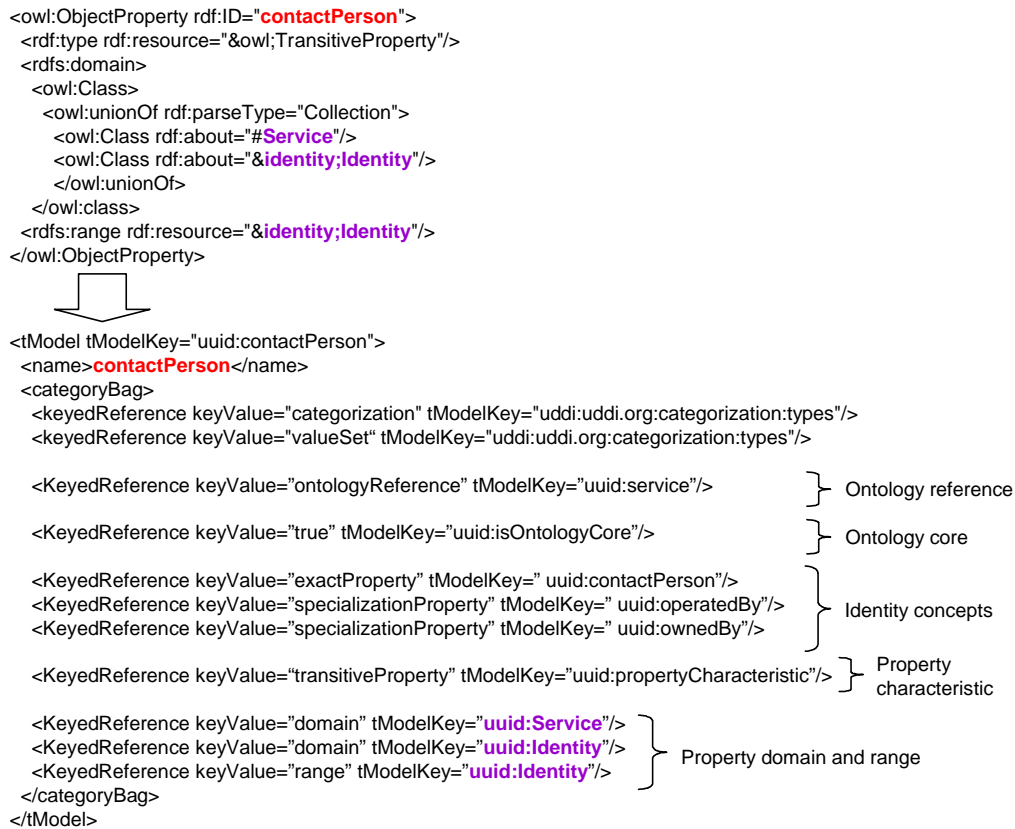 <owl:ObjectProperty rdf:ID="contactPerson">
<rdf:type rdf:resource="&owl;TransitiveProperty"/>
<rdfs:domain>
<owl:Class>
<owl:unionOf rdf:parseType="Collection">
<owl:Class rdf:about="#Service"/>
<owl:Class rdf:about="&identity;Identity"/>
</owl:unionOf>
</owl:class>
<rdfs:range rdf:resource="&identity;Identity"/>
</owl:ObjectProperty>
<tModel tModelKey="uuid:contactPerson">
<name>contactPerson</name>
<categoryBag>
<keyedReference keyValue="categorization" tModelKey="uddi:uddi.org:categorization:types"/>
<keyedReference keyValue="valueSet“ tModelKey="uddi:uddi.org:categorization:types"/>
<KeyedReference keyValue="ontologyReference” tModelKey=”uuid:service”/>
Ontology reference
<KeyedReference keyValue=”true” tModelKey=”uuid:isOntologyCore”/>
Ontology core
<KeyedReference keyValue=”exactProperty” tModelKey=” uuid:contactPerson”/>
<KeyedReference keyValue=”specializationProperty” tModelKey=” uuid:operatedBy”/>
<KeyedReference keyValue=”specializationProperty” tModelKey=” uuid:ownedBy”/>
Identity concepts
<KeyedReference keyValue=“transitiveProperty” tModelKey=”uuid:propertyCharacteristic”/>
Property
characteristic
<KeyedReference keyValue=”domain” tModelKey=”uuid:Service”/>
<KeyedReference keyValue=”domain” tModelKey=”uuid:Identity”/>
<KeyedReference keyValue=”range” tModelKey=”uuid:Identity”/>
Property domain and range
</categoryBag>
</tModel>